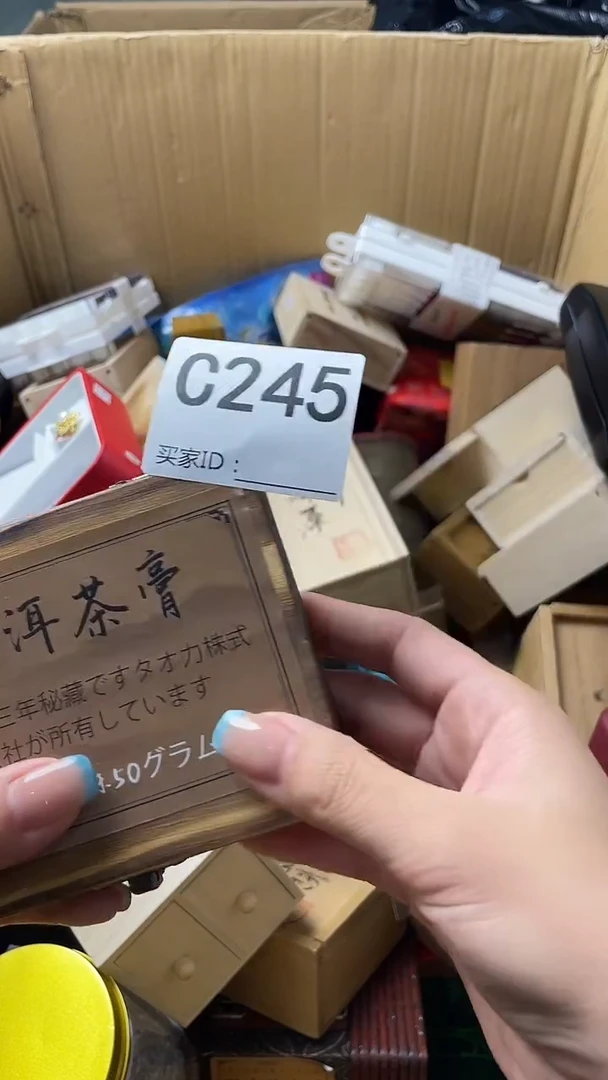 C245
买家ID：
洱茶膏
三年秘藏ですタオカ株式
社が所有しています
50グラム